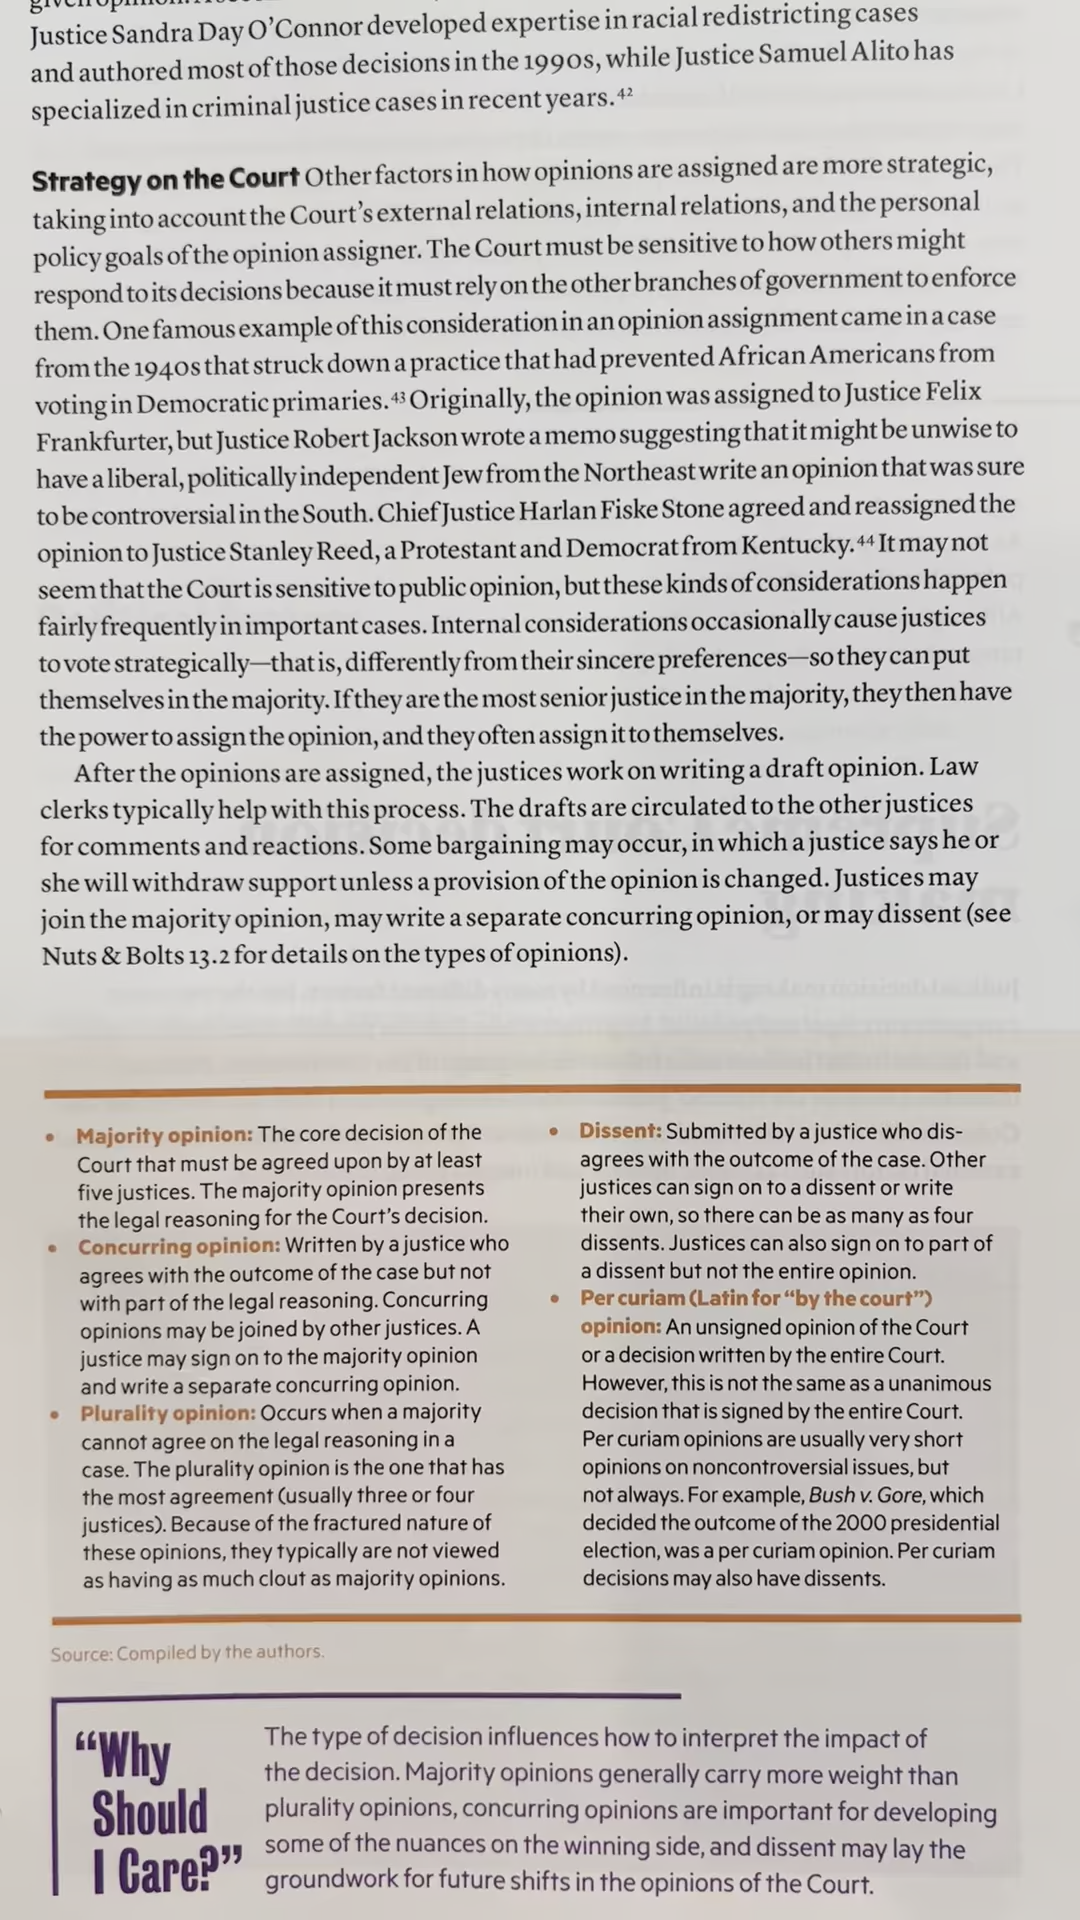 given opinion.
Justice Sandra Day O’Connor developed expertise in racial redistricting cases
and authored most of those decisions in the 1990s, while Justice Samuel Alito has
specialized in criminal justice cases in recent years.42
Strategy on the Court Other factors in how opinions are assigned are more strategic,
taking into account the Court’s external relations, internal relations, and the personal
policy goals of the opinion assigner. The Court must be sensitive to how others might
respond to its decisions because it must rely on the other branches of government to enforce
them. One famous example of this consideration in an opinion assignment came in a case
from the 1940s that struck down a practice that had prevented African Americans from
voting in Democratic primaries.43 Originally, the opinion was assigned to Justice Felix
Frankfurter, but Justice Robert Jackson wrote a memo suggesting that it might be unwise to
have a liberal, politically independent Jew from the Northeast write an opinion that was sure
to be controversial in the South. Chief Justice Harlan Fiske Stone agreed and reassigned the
opinion to Justice Stanley Reed, a Protestant and Democrat from Kentucky.44 It may not
seem that the Court is sensitive to public opinion, but these kinds of considerations happen
fairly frequently in important cases. Internal considerations occasionally cause justices
to vote strategically—that is, differently from their sincere preferences—so they can put
themselves in the majority. If they are the most senior justice in the majority, they then have
the power to assign the opinion, and they often assign it to themselves.
After the opinions are assigned, the justices work on writing a draft opinion. Law
clerks typically help with this process. The drafts are circulated to the other justices
for comments and reactions. Some bargaining may occur, in which a justice says he or
she will withdraw support unless a provision of the opinion is changed. Justices may
join the majority opinion, may write a separate concurring opinion, or may dissent (see
Nuts & Bolts 13.2 for details on the types of opinions).
• Majority opinion: The core decision of the
Court that must be agreed upon by at least
five justices. The majority opinion presents
the legal reasoning for the Court’s decision.
• Concurring opinion: Written by a justice who
agrees with the outcome of the case but not
with part of the legal reasoning. Concurring
opinions may be joined by other justices. A
justice may sign on to the majority opinion
and write a separate concurring opinion.
• Plurality opinion: Occurs when a majority
cannot agree on the legal reasoning in a
case. The plurality opinion is the one that has
the most agreement (usually three or four
justices). Because of the fractured nature of
these opinions, they typically are not viewed
as having as much clout as majority opinions.
• Dissent: Submitted by a justice who dis-
agrees with the outcome of the case. Other
justices can sign on to a dissent or write
their own, so there can be as many as four
dissents. Justices can also sign on to part of
a dissent but not the entire opinion.
• Per curiam (Latin for “by the court”)
opinion: An unsigned opinion of the Court
or a decision written by the entire Court.
However, this is not the same as a unanimous
decision that is signed by the entire Court.
Per curiam opinions are usually very short
opinions on noncontroversial issues, but
not always. For example, Bush v. Gore, which
decided the outcome of the 2000 presidential
election, was a per curiam opinion. Per curiam
decisions may also have dissents.
Source: Compiled by the authors.
“Why
Should
I Care?”
The type of decision influences how to interpret the impact of
the decision. Majority opinions generally carry more weight than
plurality opinions, concurring opinions are important for developing
some of the nuances on the winning side, and dissent may lay the
groundwork for future shifts in the opinions of the Court.